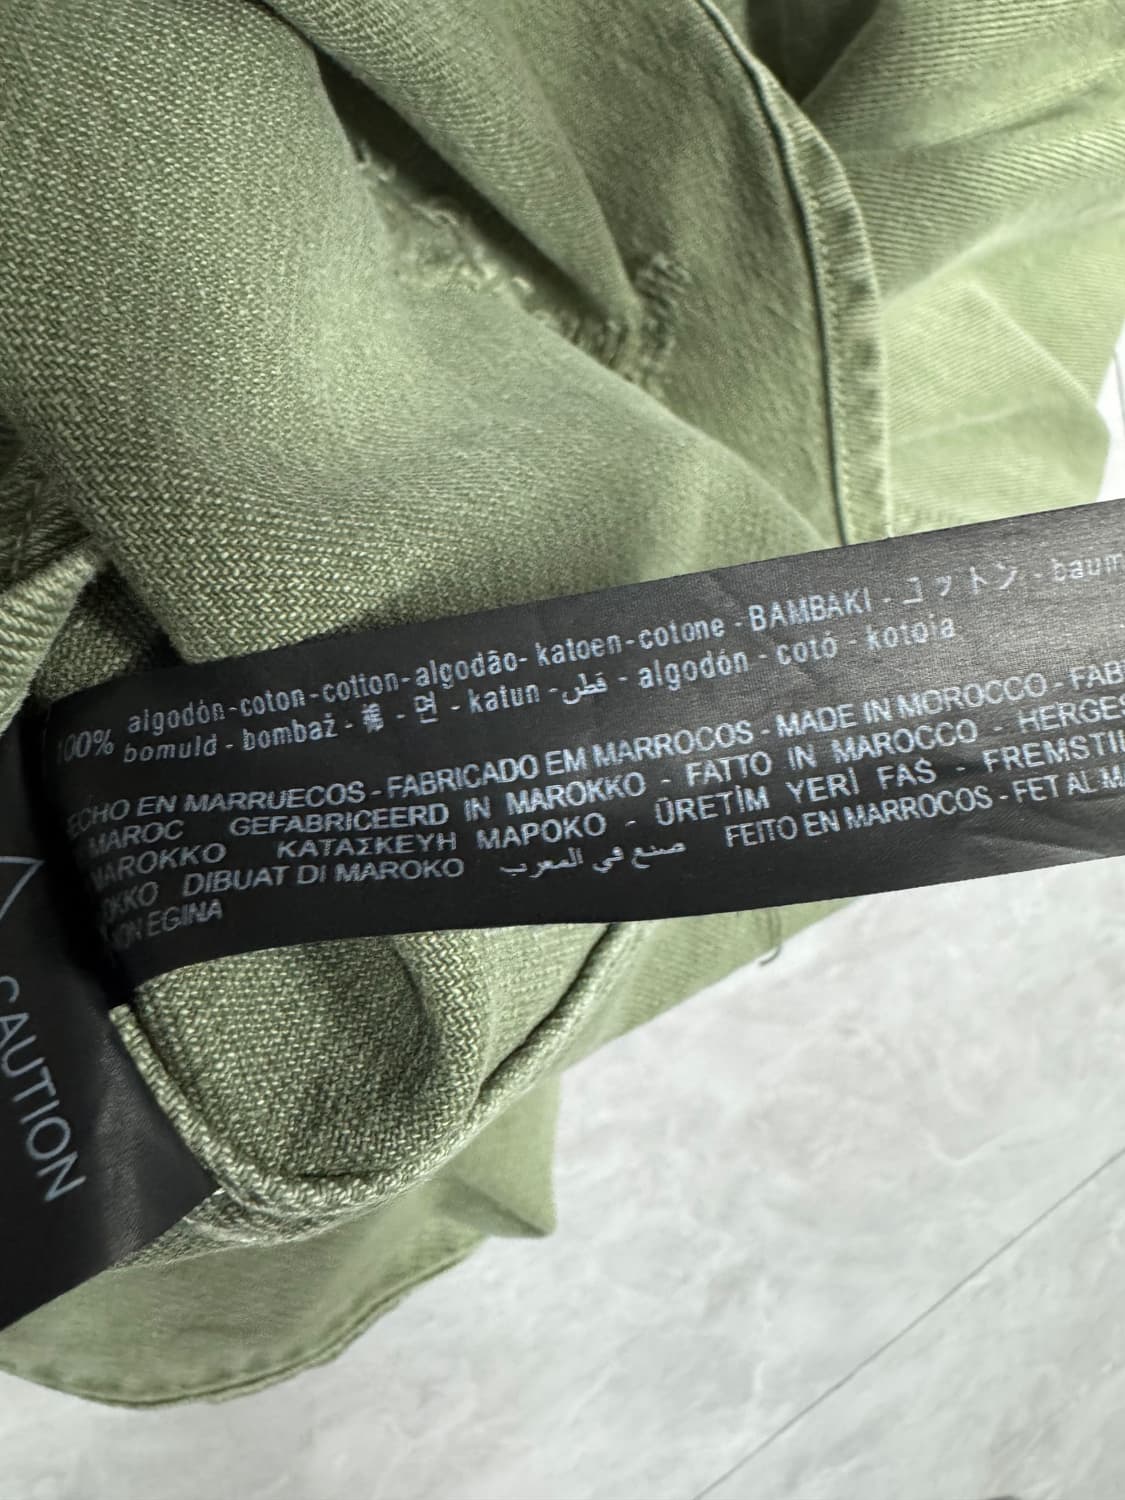 100% algodón-coton-cotton-algodão- katoen-cotone - BAMBAKI - コットン - baum
bomuld - bombaž - 棉 - 면 - katun - قطن - algodón - cotó - kotoia
ECHO EN MARRUECOS - FABRICADO EM MARROCOS - MADE IN MOROCCO - FAB
MAROC GEFABRICEERD IN MAROKKO - FATTO IN MAROCCO - HERGES
MAROKKO ΚΑΤΑΣΚΕΥΗ ΜΑΡΟΚΟ - ÜRETİM YERİ FAS - FREMSTIL
OKKO DIBUAT DI MAROKO صنع في المغرب FEITO EN MARROCOS - FET AL MA
KON EGINA
CAUTION